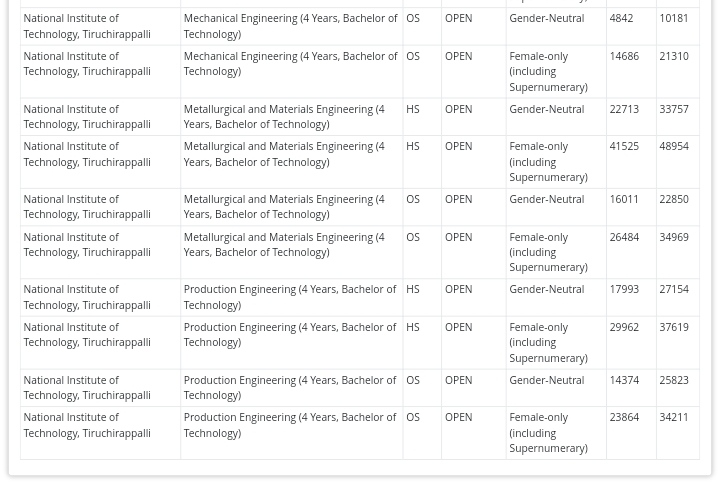 National Institute of Technology, Tiruchirappalli Mechanical Engineering (4 Years, Bachelor of Technology) OS OPEN Gender-Neutral 4842 10181
National Institute of Technology, Tiruchirappalli Mechanical Engineering (4 Years, Bachelor of Technology) OS OPEN Female-only (including Supernumerary) 14686 21310
National Institute of Technology, Tiruchirappalli Metallurgical and Materials Engineering (4 Years, Bachelor of Technology) HS OPEN Gender-Neutral 22713 33757
National Institute of Technology, Tiruchirappalli Metallurgical and Materials Engineering (4 Years, Bachelor of Technology) HS OPEN Female-only (including Supernumerary) 41525 48954
National Institute of Technology, Tiruchirappalli Metallurgical and Materials Engineering (4 Years, Bachelor of Technology) OS OPEN Gender-Neutral 16011 22850
National Institute of Technology, Tiruchirappalli Metallurgical and Materials Engineering (4 Years, Bachelor of Technology) OS OPEN Female-only (including Supernumerary) 26484 34969
National Institute of Technology, Tiruchirappalli Production Engineering (4 Years, Bachelor of Technology) HS OPEN Gender-Neutral 17993 27154
National Institute of Technology, Tiruchirappalli Production Engineering (4 Years, Bachelor of Technology) HS OPEN Female-only (including Supernumerary) 29962 37619
National Institute of Technology, Tiruchirappalli Production Engineering (4 Years, Bachelor of Technology) OS OPEN Gender-Neutral 14374 25823
National Institute of Technology, Tiruchirappalli Production Engineering (4 Years, Bachelor of Technology) OS OPEN Female-only (including Supernumerary) 23864 34211